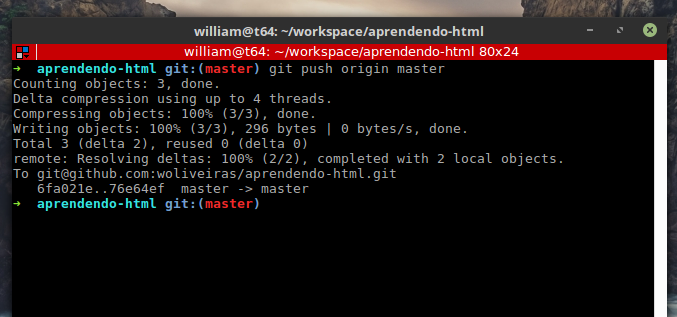 william@t64: ~/workspace/aprendendo-html
william@t64: ~/workspace/aprendendo-html 80x24
➜  aprendendo-html git:(master) git push origin master
Counting objects: 3, done.
Delta compression using up to 4 threads.
Compressing objects: 100% (3/3), done.
Writing objects: 100% (3/3), 296 bytes | 0 bytes/s, done.
Total 3 (delta 2), reused 0 (delta 0)
remote: Resolving deltas: 100% (2/2), completed with 2 local objects.
To git@github.com:woliveiras/aprendendo-html.git
   6fa021e..76e64ef  master -> master
➜  aprendendo-html git:(master)